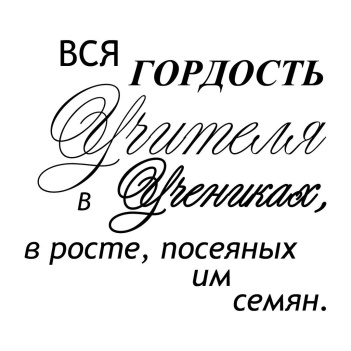 ВСЯ ГОРДОСТЬ
Учителя
в Учениках,
в росте, посеяных
им
семян.